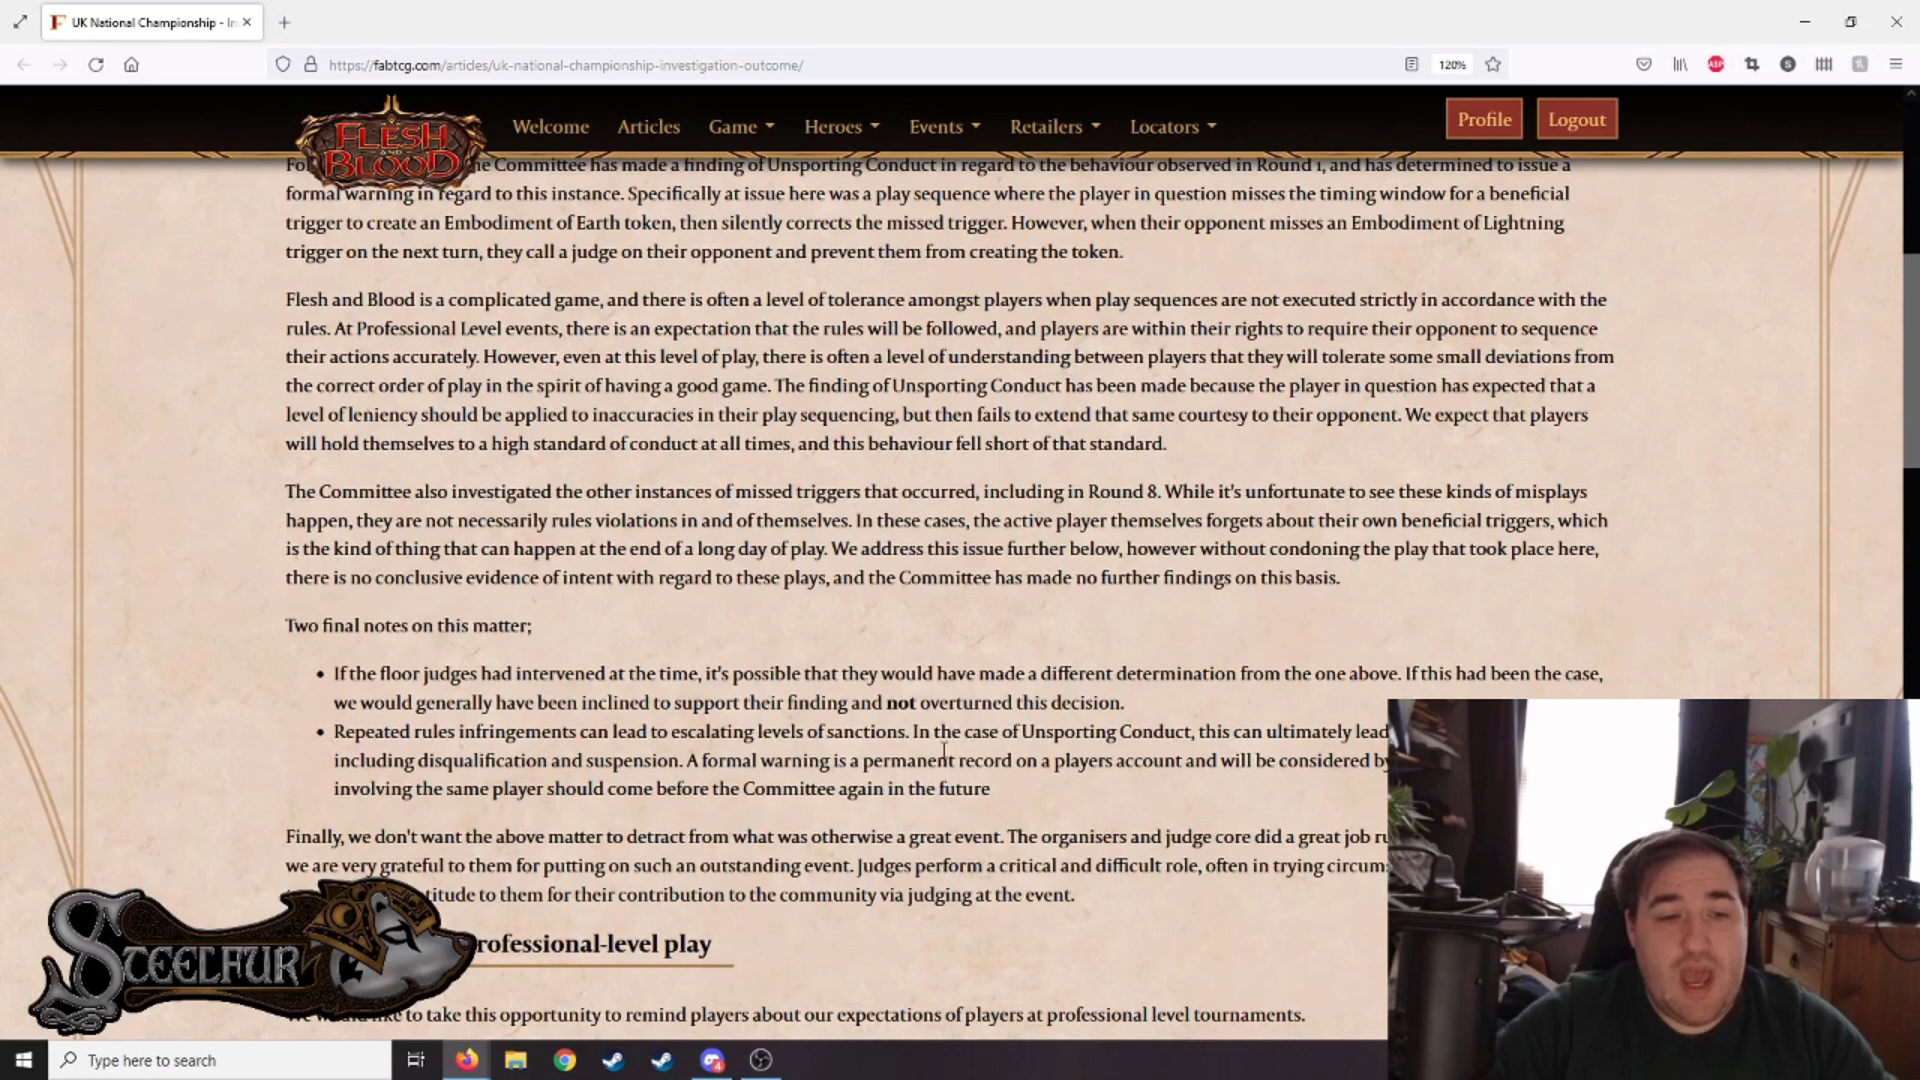 UK National Championship - In
https://fabtcg.com/articles/uk-national-championship-investigation-outcome/
120%
ABP
FLESH
AND
BLOOD
Welcome
Articles
Game
Heroes
Events
Retailers
Locators
Profile
Logout
he Committee has made a finding of Unsporting Conduct in regard to the behaviour observed in Round 1, and has determined to issue a
formal warning in regard to this instance. Specifically at issue here was a play sequence where the player in question misses the timing window for a beneficial
trigger to create an Embodiment of Earth token, then silently corrects the missed trigger. However, when their opponent misses an Embodiment of Lightning
trigger on the next turn, they call a judge on their opponent and prevent them from creating the token.
Flesh and Blood is a complicated game, and there is often a level of tolerance amongst players when play sequences are not executed strictly in accordance with the
rules. At Professional Level events, there is an expectation that the rules will be followed, and players are within their rights to require their opponent to sequence
their actions accurately. However, even at this level of play, there is often a level of understanding between players that they will tolerate some small deviations from
the correct order of play in the spirit of having a good game. The finding of Unsporting Conduct has been made because the player in question has expected that a
level of leniency should be applied to inaccuracies in their play sequencing, but then fails to extend that same courtesy to their opponent. We expect that players
will hold themselves to a high standard of conduct at all times, and this behaviour fell short of that standard.
The Committee also investigated the other instances of missed triggers that occurred, including in Round 8. While it's unfortunate to see these kinds of misplays
happen, they are not necessarily rules violations in and of themselves. In these cases, the active player themselves forgets about their own beneficial triggers, which
is the kind of thing that can happen at the end of a long day of play. We address this issue further below, however without condoning the play that took place here,
there is no conclusive evidence of intent with regard to these plays, and the Committee has made no further findings on this basis.
Two final notes on this matter;
• If the floor judges had intervened at the time, it's possible that they would have made a different determination from the one above. If this had been the case,
we would generally have been inclined to support their finding and not overturned this decision.
• Repeated rules infringements can lead to escalating levels of sanctions. In the case of Unsporting Conduct, this can ultimately lead
including disqualification and suspension. A formal warning is a permanent record on a players account and will be considered by
involving the same player should come before the Committee again in the future
Finally, we don't want the above matter to detract from what was otherwise a great event. The organisers and judge core did a great job ru
we are very grateful to them for putting on such an outstanding event. Judges perform a critical and difficult role, often in trying circum
titude to them for their contribution to the community via judging at the event.
rofessional-level play
to take this opportunity to remind players about our expectations of players at professional level tournaments.
STEELFUR
Type here to search
4